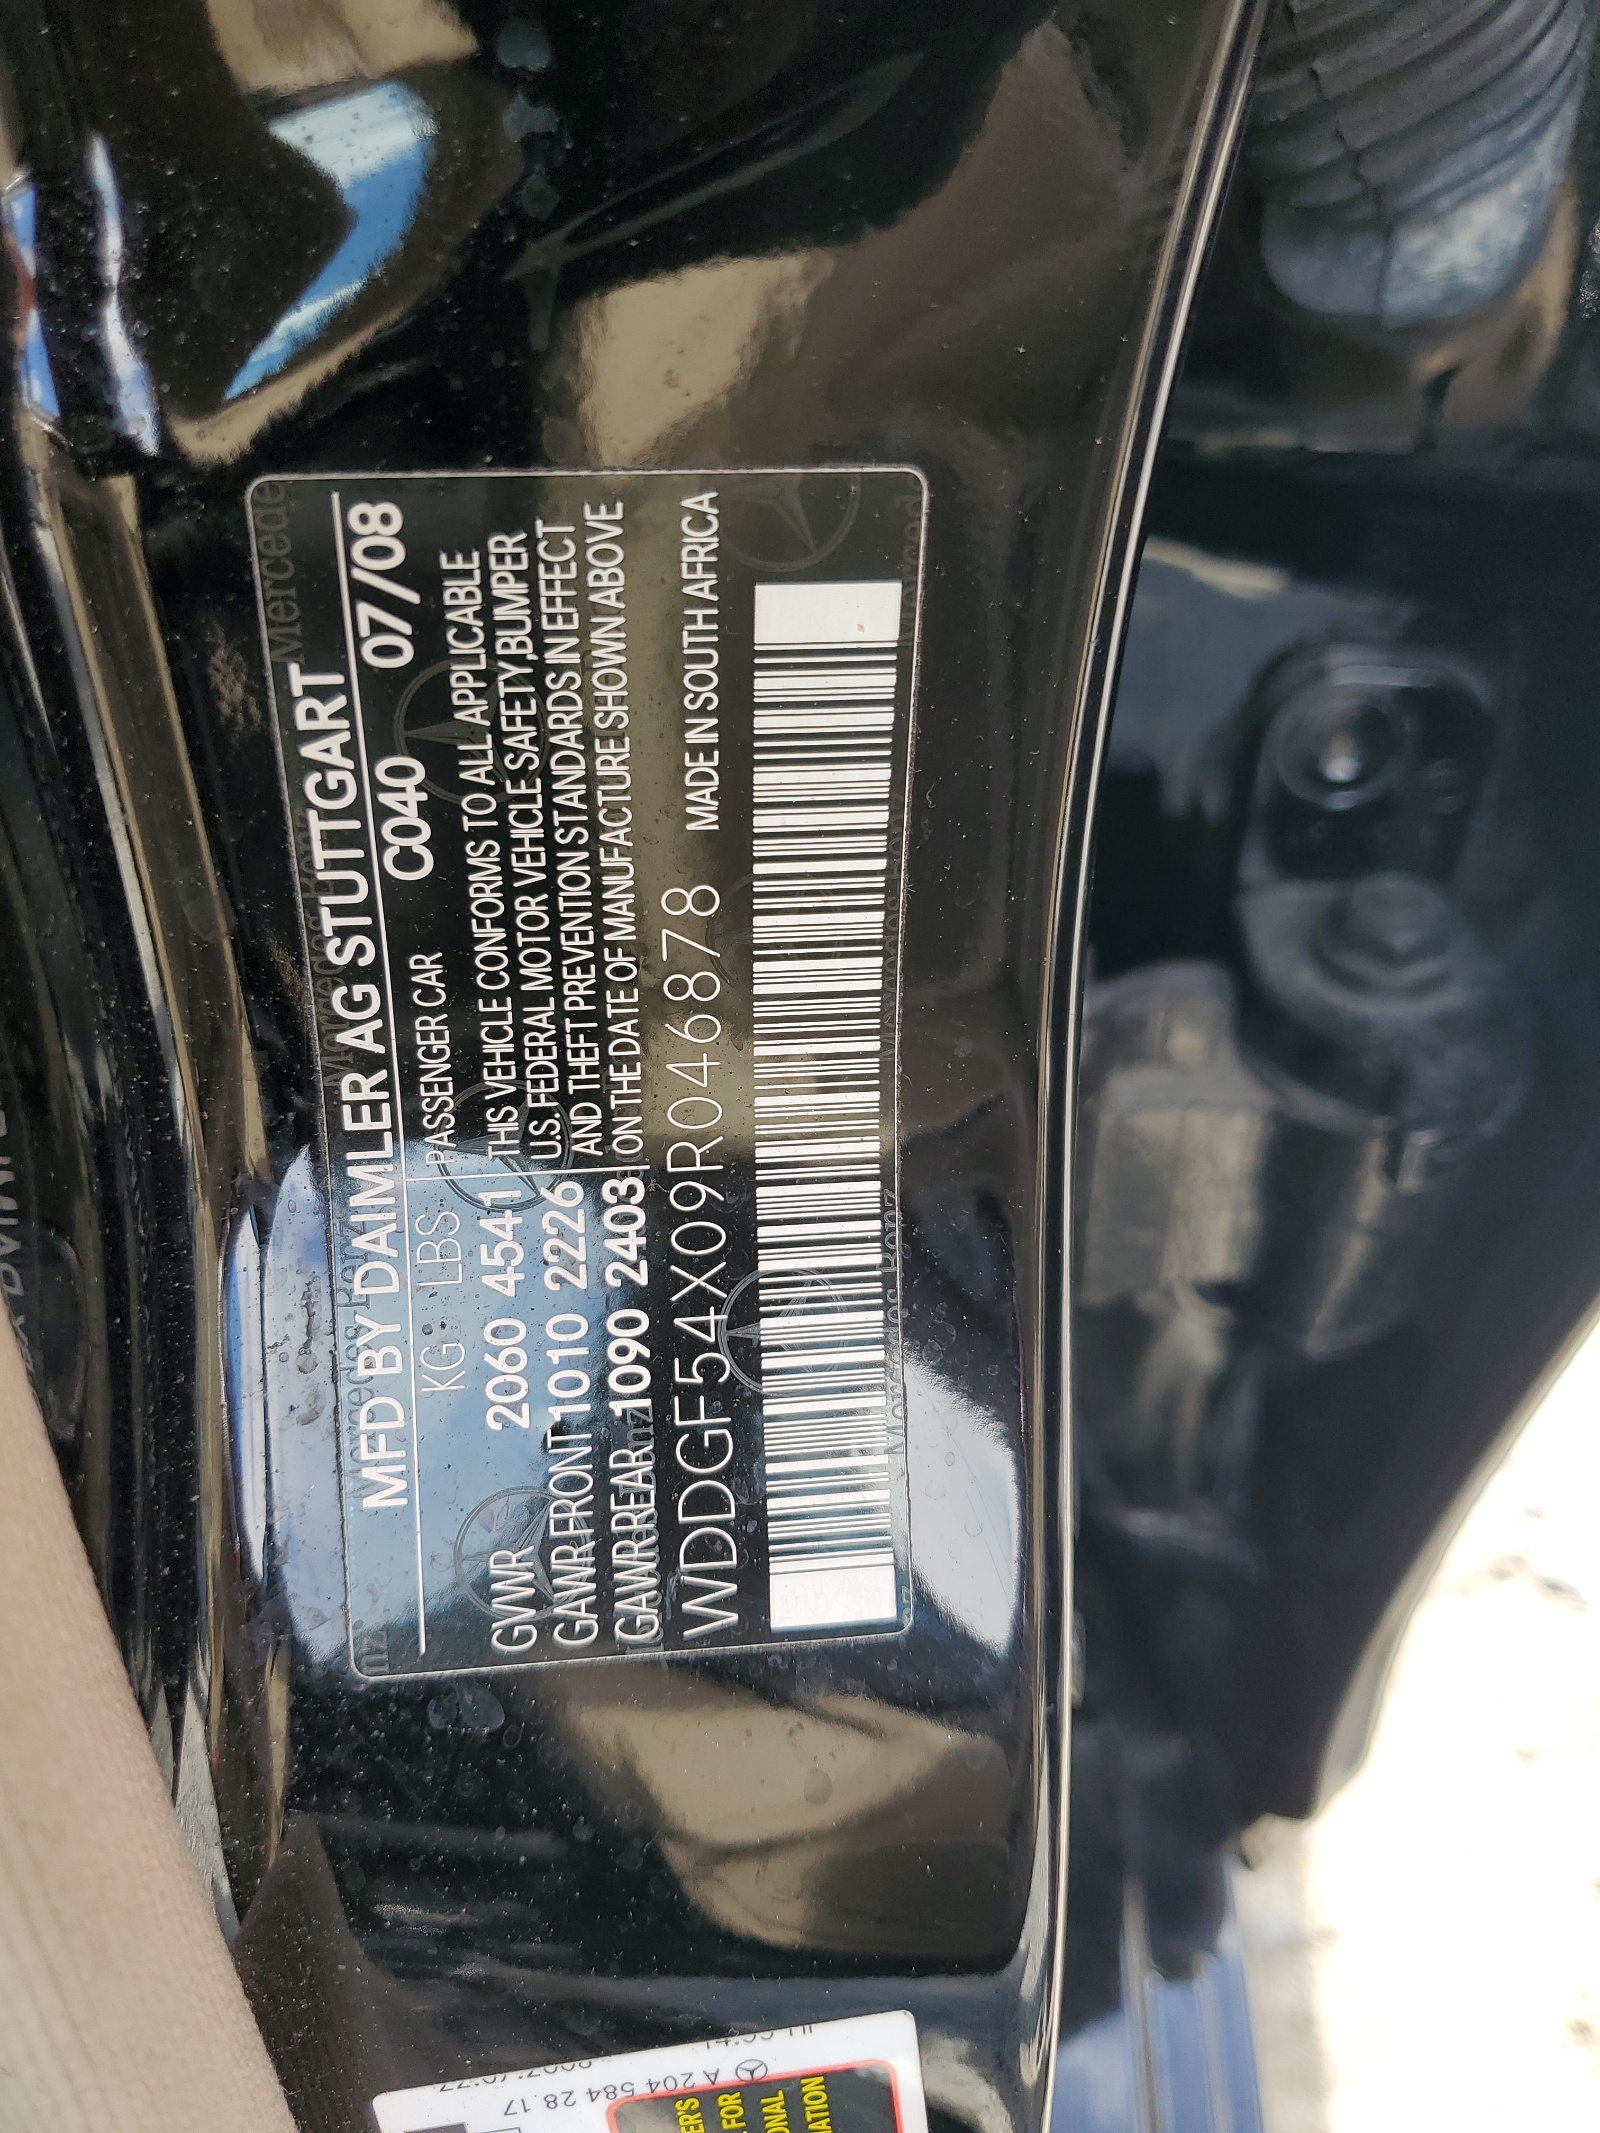 MFD BY DAIMLER AG STUTTGART
KG LBS PASSENGER CAR C040 07/08
GVWR 2060 4541 THIS VEHICLE CONFORMS TO ALL APPLICABLE
GAWR FRONT 1010 2226 U.S. FEDERAL MOTOR VEHICLE SAFETY, BUMPER
GAWR REAR 1090 2403 AND THEFT PREVENTION STANDARDS IN EFFECT
ON THE DATE OF MANUFACTURE SHOWN ABOVE
WDDGF54X09R046878 MADE IN SOUTH AFRICA
A 204 584 28 17
FOR